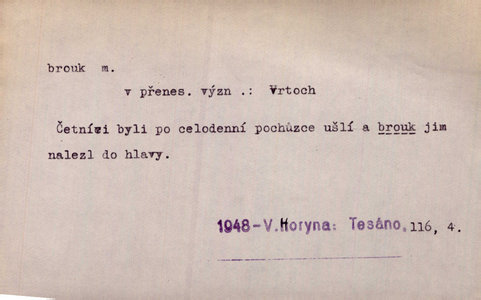 brouk m.
v přenes. význ .: Vrtoch
Četníci byli po celodenní pochůzce ušlí a brouk jim
nalezl do hlavy.
1948-V.Horyna: Tesáno, 116, 4.